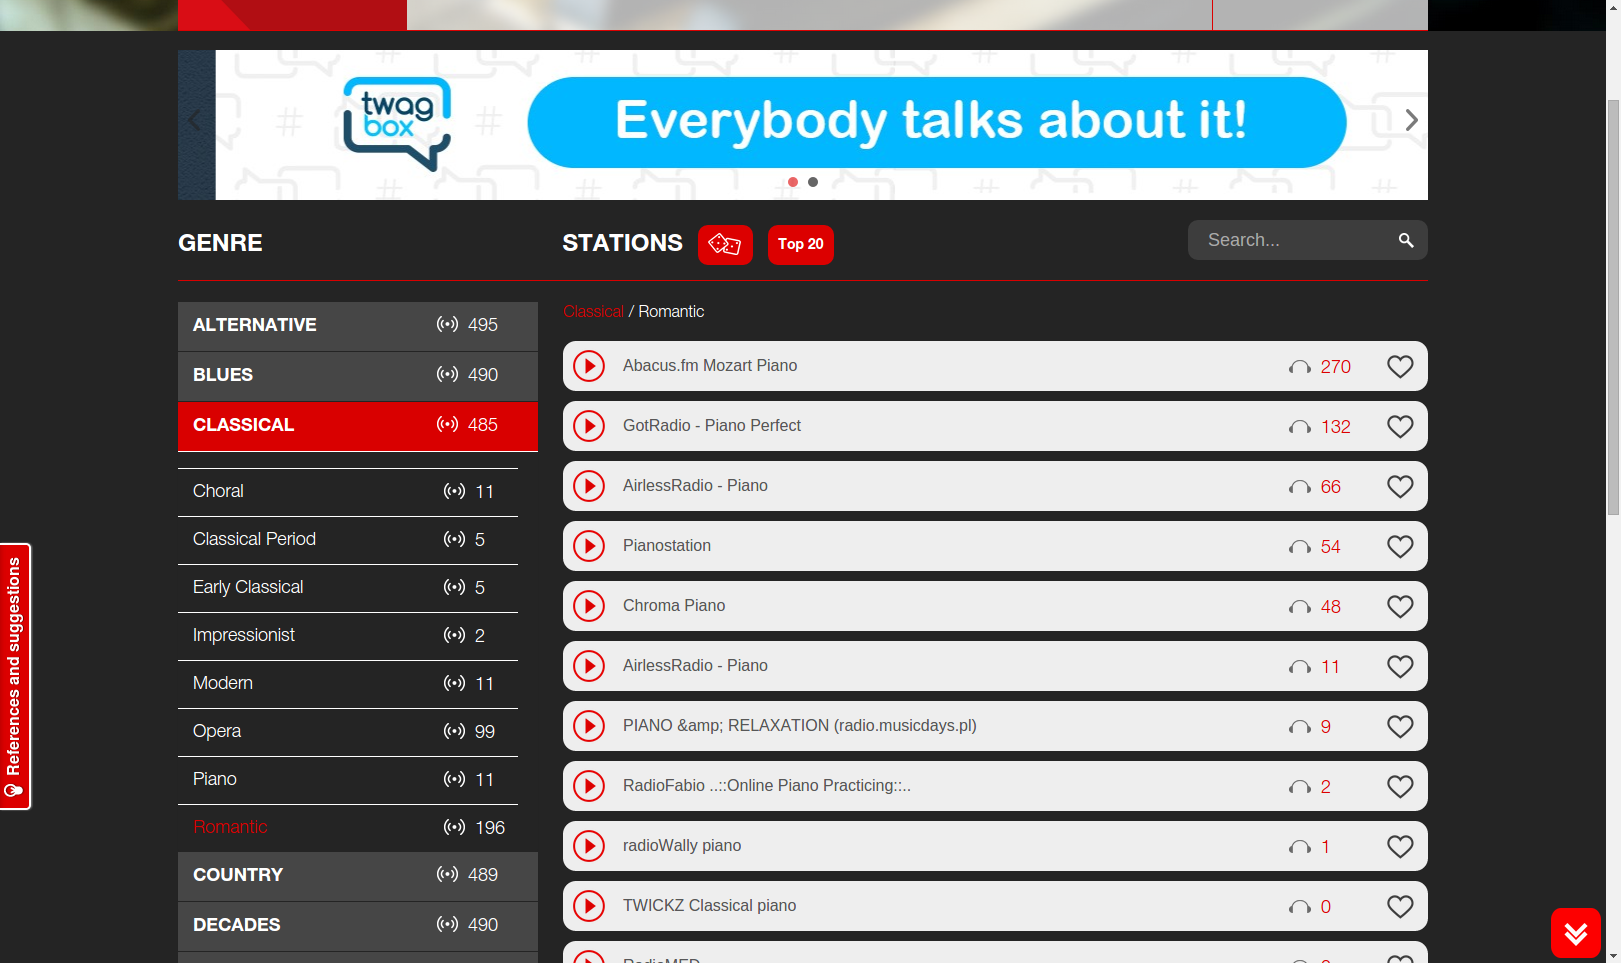 twag
box
Everybody talks about it!
GENRE
STATIONS
Top 20
Search...
ALTERNATIVE 495
BLUES 490
CLASSICAL 485
Choral 11
Classical Period 5
Early Classical 5
Impressionist 2
Modern 11
Opera 99
Piano 11
Romantic 196
COUNTRY 489
DECADES 490
Classical / Romantic
Abacus.fm Mozart Piano 270
GotRadio - Piano Perfect 132
AirlessRadio - Piano 66
Pianostation 54
Chroma Piano 48
AirlessRadio - Piano 11
PIANO &amp; RELAXATION (radio.musicdays.pl) 9
RadioFabio ..::Online Piano Practicing::.. 2
radioWally piano 1
TWICKZ Classical piano 0
References and suggestions